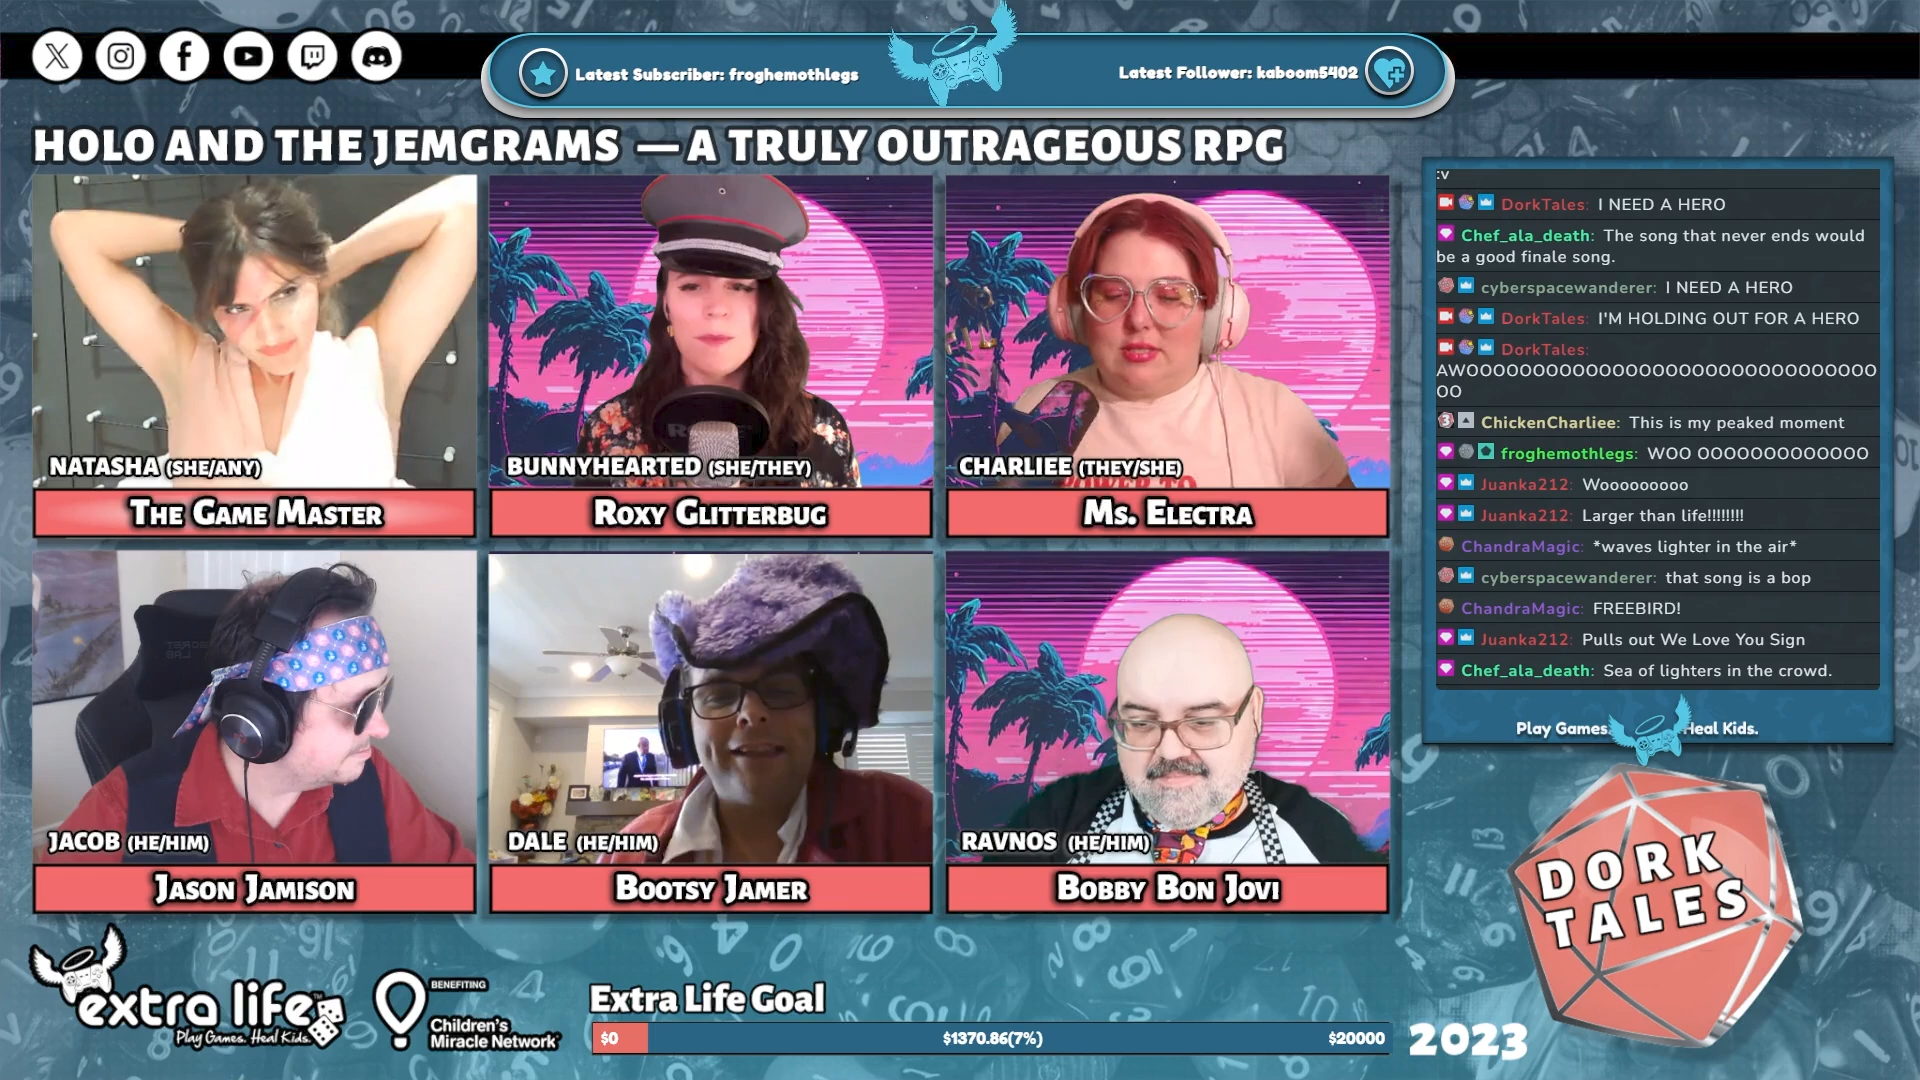 Latest Subscriber: froghemothlegs
Latest Follower: kaboom5402
HOLO AND THE JEMGRAMS — A TRULY OUTRAGEOUS RPG
NATASHA (SHE/ANY)
THE GAME MASTER
BUNNYHEARTED (SHE/THEY)
ROXY GLITTERBUG
CHARLIEE (THEY/SHE)
POWER TO
MS. ELECTRA
JACOB (HE/HIM)
JASON JAMISON
DALE (HE/HIM)
BOOTSY JAMER
RAVNOS (HE/HIM)
BOBBY BON JOVI
:v
DorkTales: I NEED A HERO
Chef_ala_death: The song that never ends would
be a good finale song.
cyberspacewanderer: I NEED A HERO
DorkTales: I'M HOLDING OUT FOR A HERO
DorkTales:
AWOOOOOOOOOOOOOOOOOOOOOOOOOOOOOOO
OO
ChickenCharliee: This is my peaked moment
froghemothlegs: WOO OOOOOOOOOOOOO
Juanka212: Wooooooooo
Juanka212: Larger than life!!!!!!!!
ChandraMagic: *waves lighter in the air*
cyberspacewanderer: that song is a bop
ChandraMagic: FREEBIRD!
Juanka212: Pulls out We Love You Sign
Chef_ala_death: Sea of lighters in the crowd.
Play Games. Heal Kids.
DORK
TALES
extra life
Play Games. Heal Kids.
BENEFITING
Children's
Miracle Network
Extra Life Goal
$0 $1370.86(7%) $20000
2023